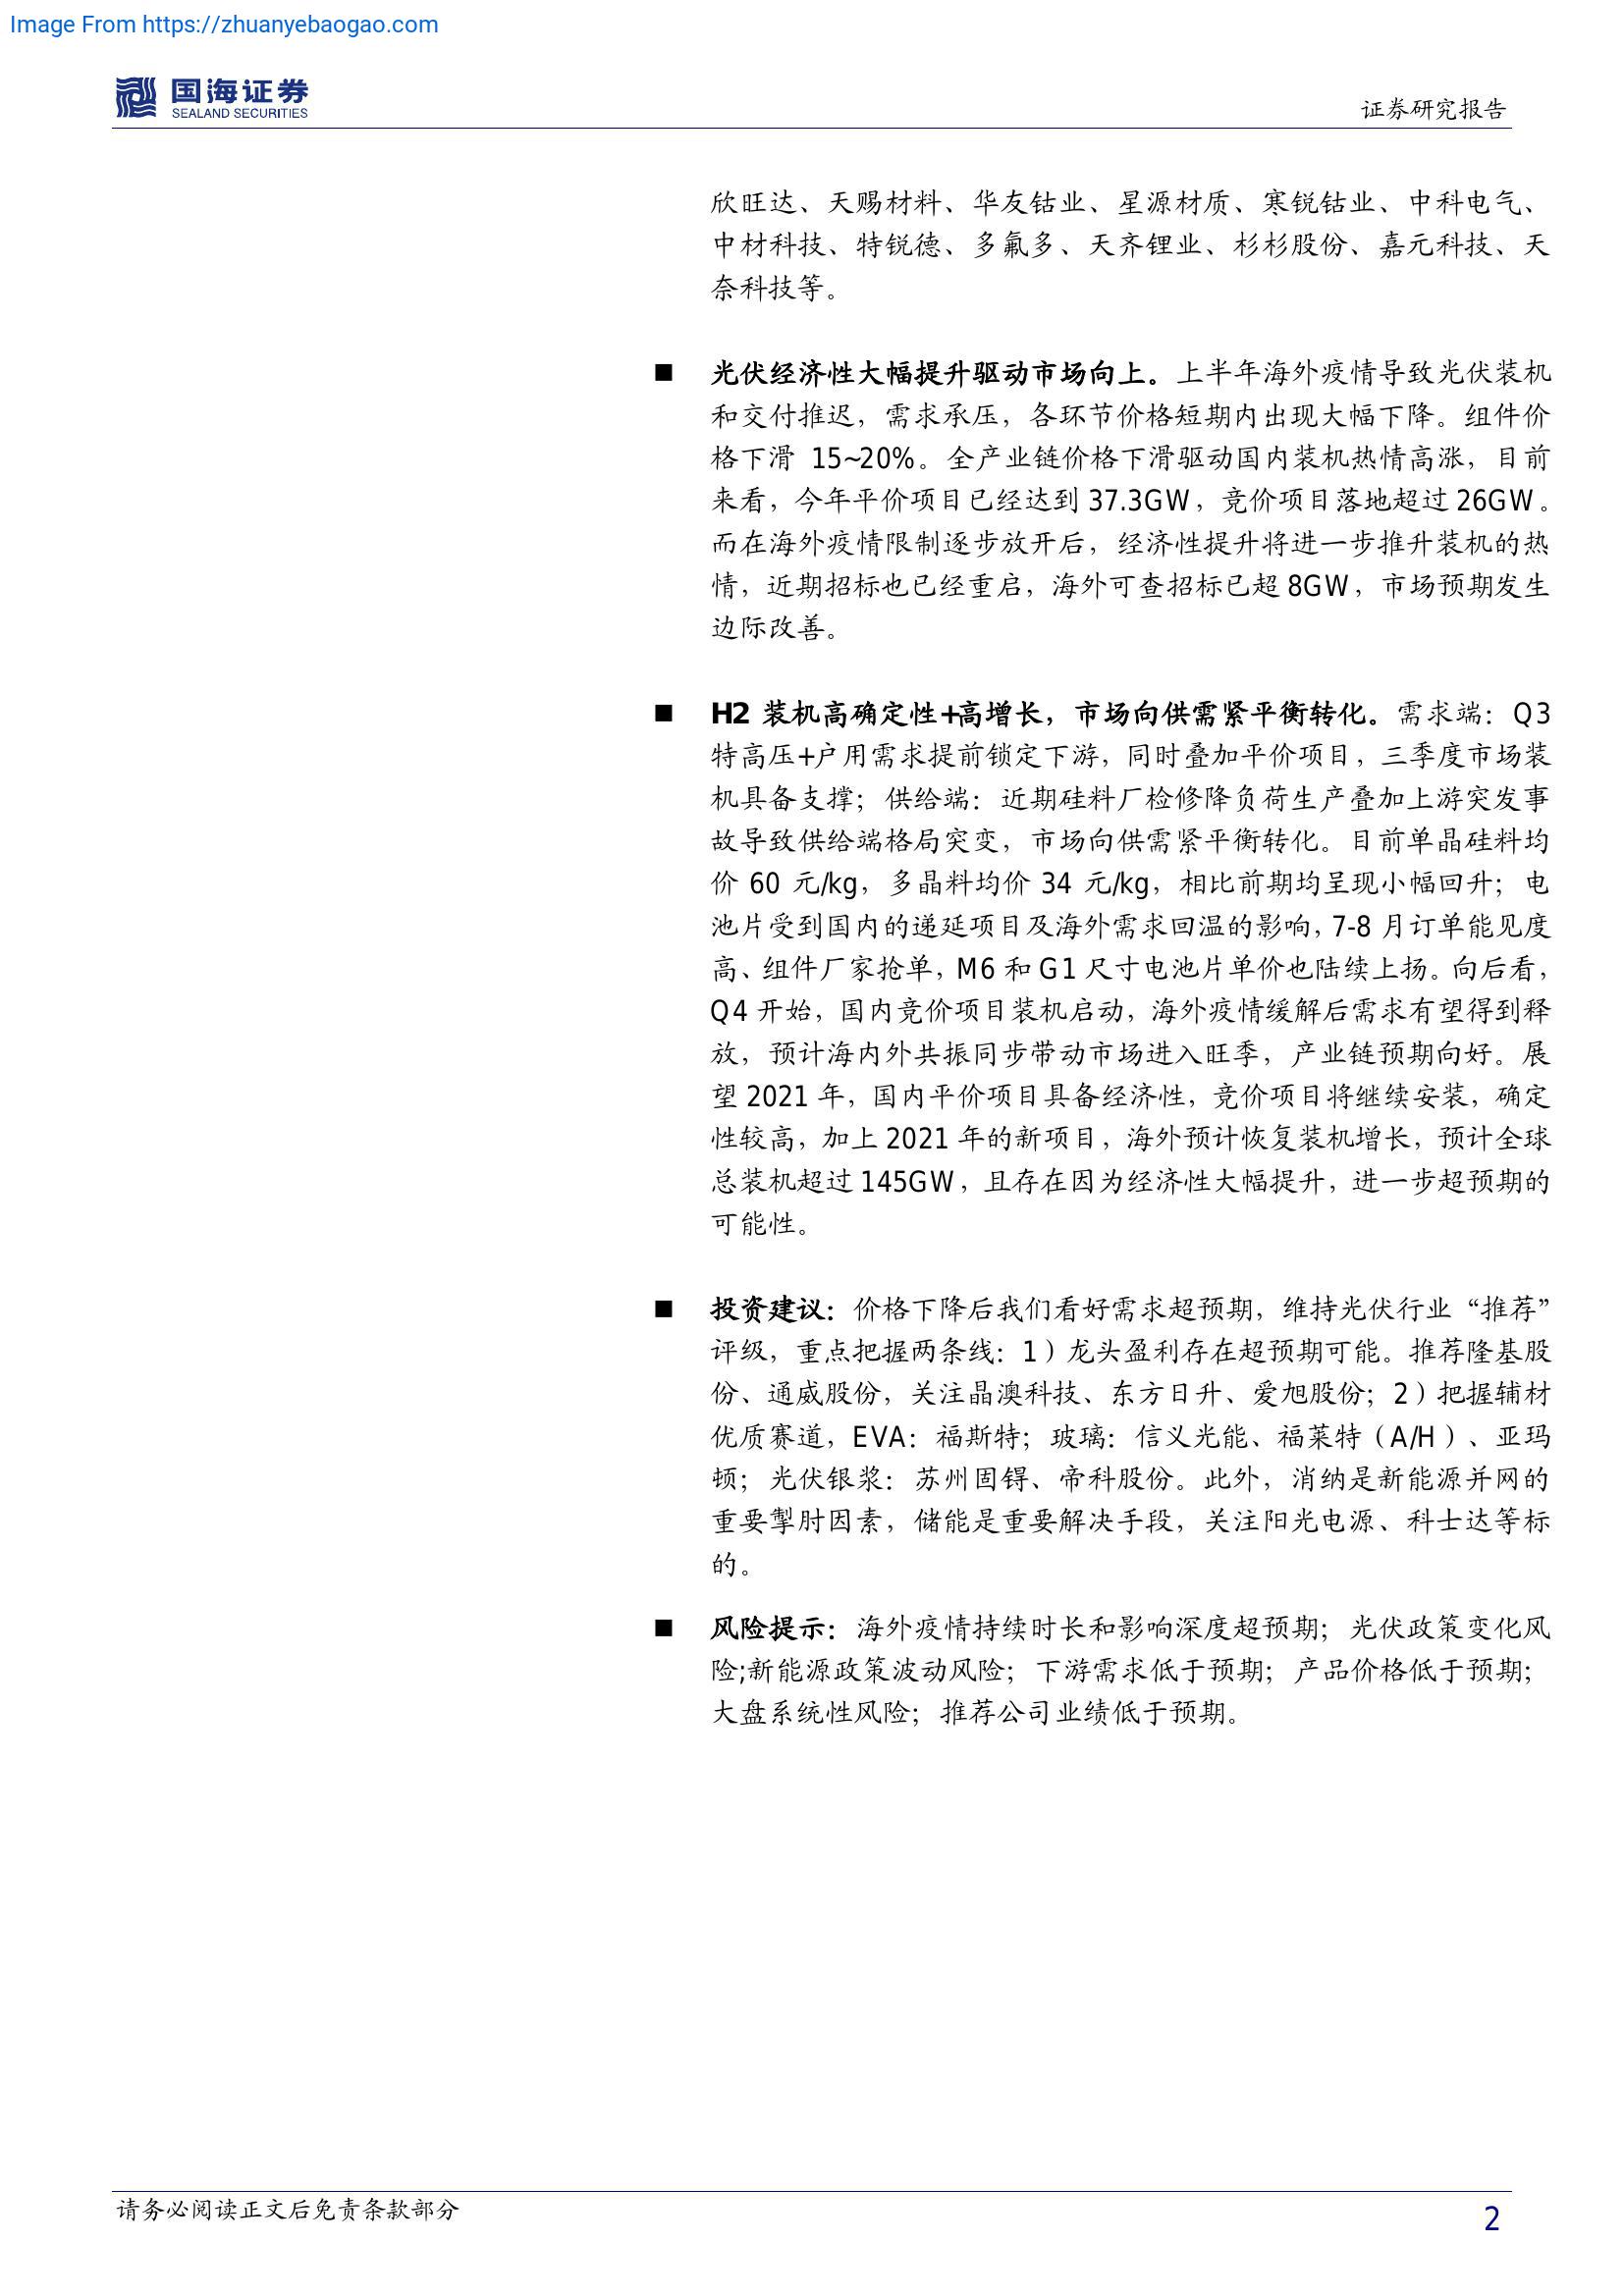 Image From https://zhuanyebaogao.com
国海证券
SEALAND SECURITIES
证券研究报告
欣旺达、天赐材料、华友钴业、星源材质、寒锐钴业、中科电气、
中材科技、特锐德、多氟多、天齐锂业、杉杉股份、嘉元科技、天
奈科技等。
■ 光伏经济性大幅提升驱动市场向上。上半年海外疫情导致光伏装机
和交付推迟，需求承压，各环节价格短期内出现大幅下降。组件价
格下滑 15~20%。全产业链价格下滑驱动国内装机热情高涨，目前
来看，今年平价项目已经达到 37.3GW，竞价项目落地超过 26GW。
而在海外疫情限制逐步放开后，经济性提升将进一步推升装机的热
情，近期招标也已经重启，海外可查招标已超 8GW，市场预期发生
边际改善。
■ H2 装机高确定性+高增长，市场向供需紧平衡转化。需求端：Q3
特高压+户用需求提前锁定下游，同时叠加平价项目，三季度市场装
机具备支撑；供给端：近期硅料厂检修降负荷生产叠加上游突发事
故导致供给端格局突变，市场向供需紧平衡转化。目前单晶硅料均
价 60 元/kg，多晶料均价 34 元/kg，相比前期均呈现小幅回升；电
池片受到国内的递延项目及海外需求回温的影响，7-8 月订单能见度
高、组件厂家抢单，M6 和 G1 尺寸电池片单价也陆续上扬。向后看，
Q4 开始，国内竞价项目装机启动，海外疫情缓解后需求有望得到释
放，预计海内外共振同步带动市场进入旺季，产业链预期向好。展
望 2021 年，国内平价项目具备经济性，竞价项目将继续安装，确定
性较高，加上 2021 年的新项目，海外预计恢复装机增长，预计全球
总装机超过 145GW，且存在因为经济性大幅提升，进一步超预期的
可能性。
■ 投资建议：价格下降后我们看好需求超预期，维持光伏行业“推荐”
评级，重点把握两条线：1）龙头盈利存在超预期可能。推荐隆基股
份、通威股份，关注晶澳科技、东方日升、爱旭股份；2）把握辅材
优质赛道，EVA：福斯特；玻璃：信义光能、福莱特（A/H）、亚玛
顿；光伏银浆：苏州固锝、帝科股份。此外，消纳是新能源并网的
重要掣肘因素，储能是重要解决手段，关注阳光电源、科士达等标
的。
■ 风险提示：海外疫情持续时长和影响深度超预期；光伏政策变化风
险;新能源政策波动风险；下游需求低于预期；产品价格低于预期；
大盘系统性风险；推荐公司业绩低于预期。
请务必阅读正文后免责条款部分
2